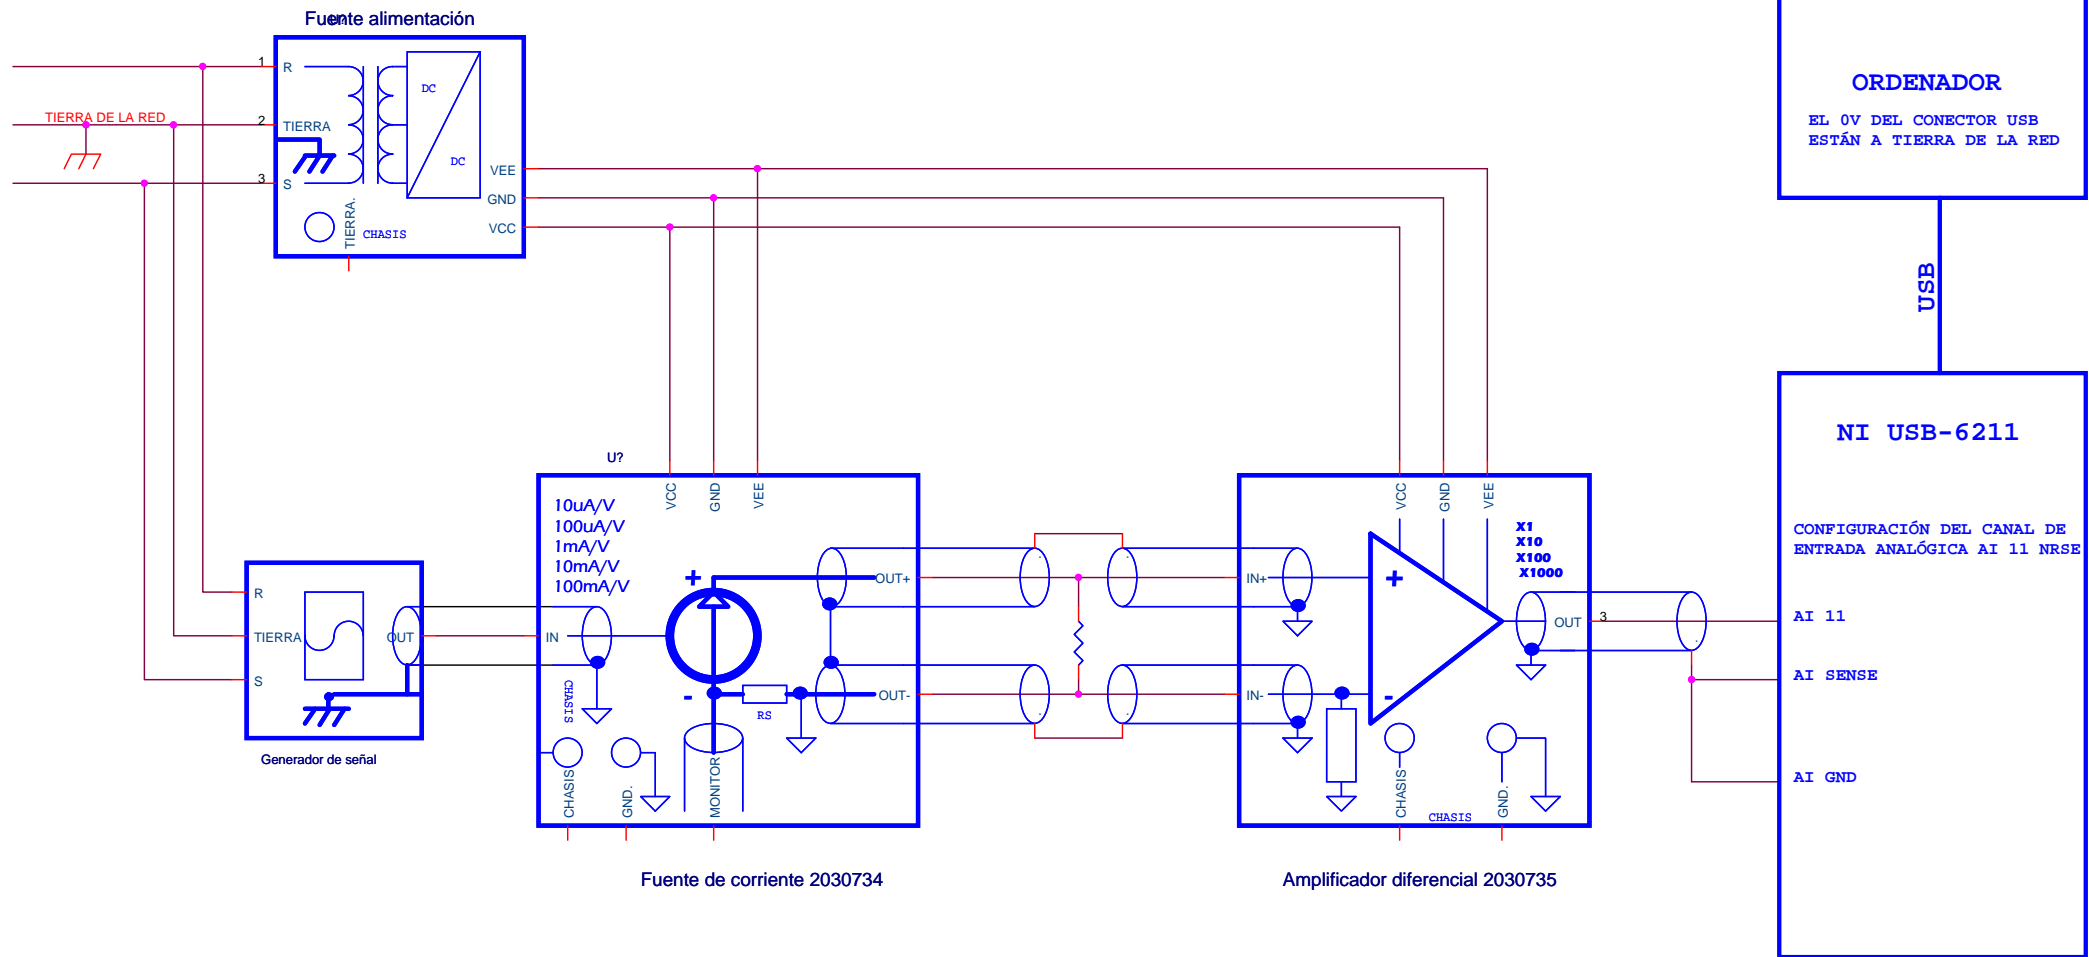 Fuente alimentación
U?
1
R
DC
TIERRA DE LA RED
2
TIERRA
DC
VEE
3
S
GND
TIERRA.
CHASIS
VCC
ORDENADOR
EL 0V DEL CONECTOR USB
ESTÁN A TIERRA DE LA RED
USB
NI USB-6211
CONFIGURACIÓN DEL CANAL DE
ENTRADA ANALÓGICA AI 11 NRSE
AI 11
AI SENSE
AI GND
R
TIERRA
OUT
S
Generador de señal
U?
VCC
GND
VEE
10uA/V
100uA/V
1mA/V
10mA/V
100mA/V
+
OUT+
IN
-
RS
OUT-
CHASIS
CHASIS
GND.
MONITOR
Fuente de corriente 2030734
VCC
GND
VEE
X1
X10
X100
X1000
IN+
+
OUT
3
IN-
-
CHASIS
GND.
CHASIS
Amplificador diferencial 2030735